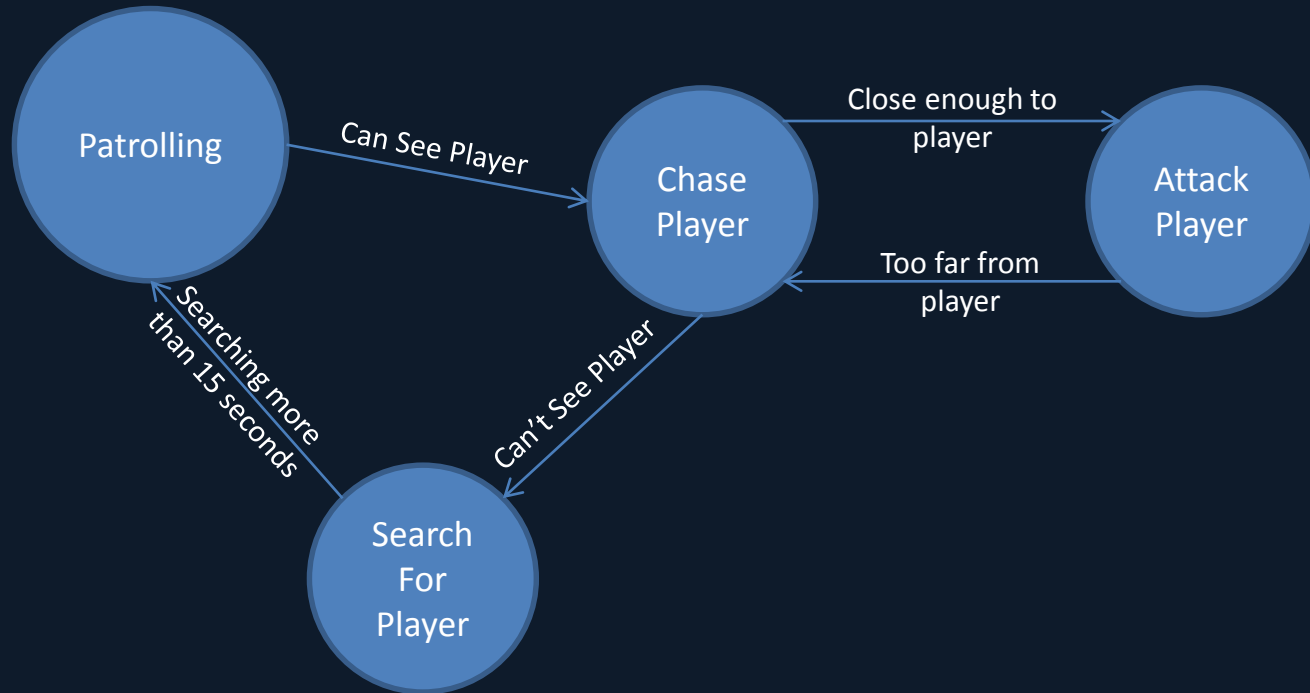 Patrolling
Can See Player
Chase
Player
Close enough to
player
Attack
Player
Too far from
player
Searching more
than 15 seconds
Can’t See Player
Search
For
Player